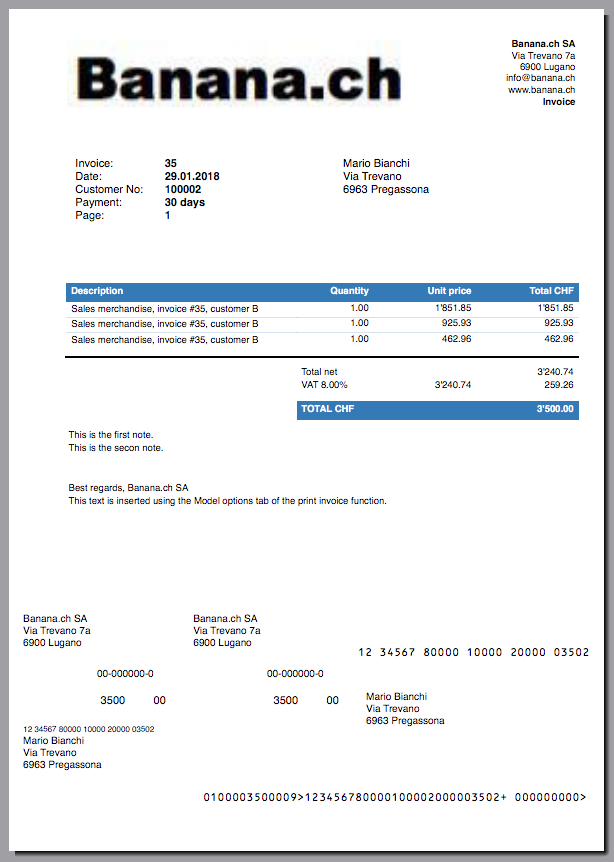 Banana.ch
Banana.ch SA
Via Trevano 7a
6900 Lugano
info@banana.ch
www.banana.ch
Invoice
Invoice: 35
Date: 29.01.2018
Customer No: 100002
Payment: 30 days
Page: 1
Mario Bianchi
Via Trevano
6963 Pregassona
Description Quantity Unit price Total CHF
Sales merchandise, invoice #35, customer B 1.00 1'851.85 1'851.85
Sales merchandise, invoice #35, customer B 1.00 925.93 925.93
Sales merchandise, invoice #35, customer B 1.00 462.96 462.96
Total net 3'240.74
VAT 8.00% 3'240.74 259.26
TOTAL CHF 3'500.00
This is the first note.
This is the secon note.
Best regards, Banana.ch SA
This text is inserted using the Model options tab of the print invoice function.
Banana.ch SA
Via Trevano 7a
6900 Lugano
Banana.ch SA
Via Trevano 7a
6900 Lugano
12 34567 80000 10000 20000 03502
00-000000-0 00-000000-0
3500 00 3500 00
Mario Bianchi
Via Trevano
6963 Pregassona
12 34567 80000 10000 20000 03502
Mario Bianchi
Via Trevano
6963 Pregassona
0100003500009>123456780000100002000003502+ 000000000>